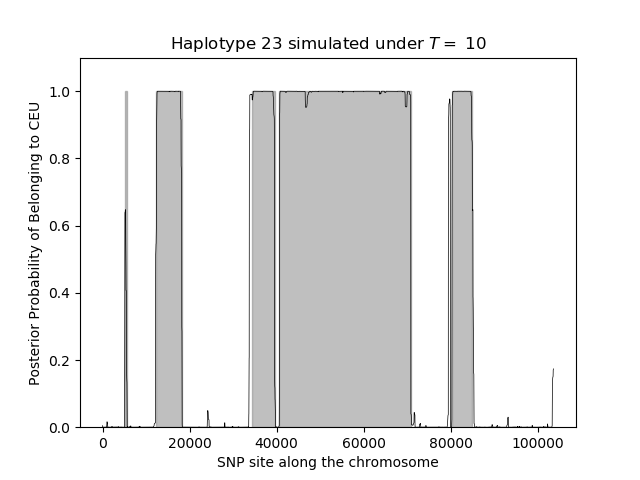 Haplotype 23 simulated under T = 10
Posterior Probability of Belonging to CEU
1.0
0.8
0.6
0.4
0.2
0.0
0 20000 40000 60000 80000 100000
SNP site along the chromosome